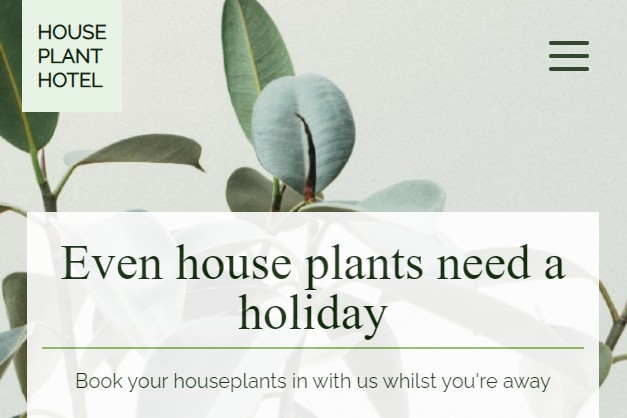 HOUSE
PLANT
HOTEL
Even house plants need a
holiday
Book your houseplants in with us whilst you're away